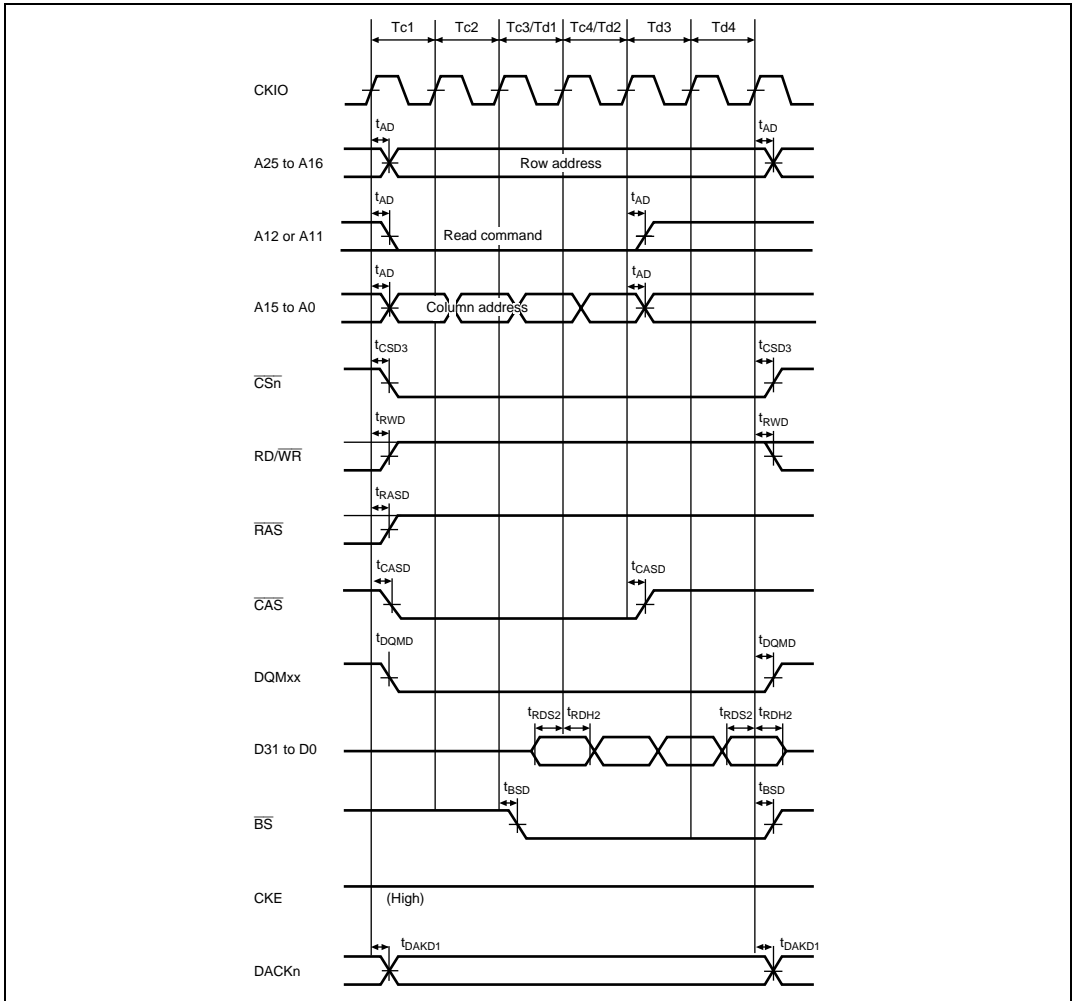 Tc1 Tc2 Tc3/Td1 Tc4/Td2 Td3 Td4
CKIO
tAD tAD
A25 to A16 Row address
tAD tAD
A12 or A11 Read command
tAD tAD
A15 to A0 Column address
tCSD3 tCSD3
CSn
tRWD tRWD
RD/WR
tRASD
RAS
tCASD tCASD
CAS
tDQMD tDQMD
DQMxx
tRDS2 tRDH2 tRDS2 tRDH2
D31 to D0
tBSD tBSD
BS
CKE (High)
tDAKD1 tDAKD1
DACKn